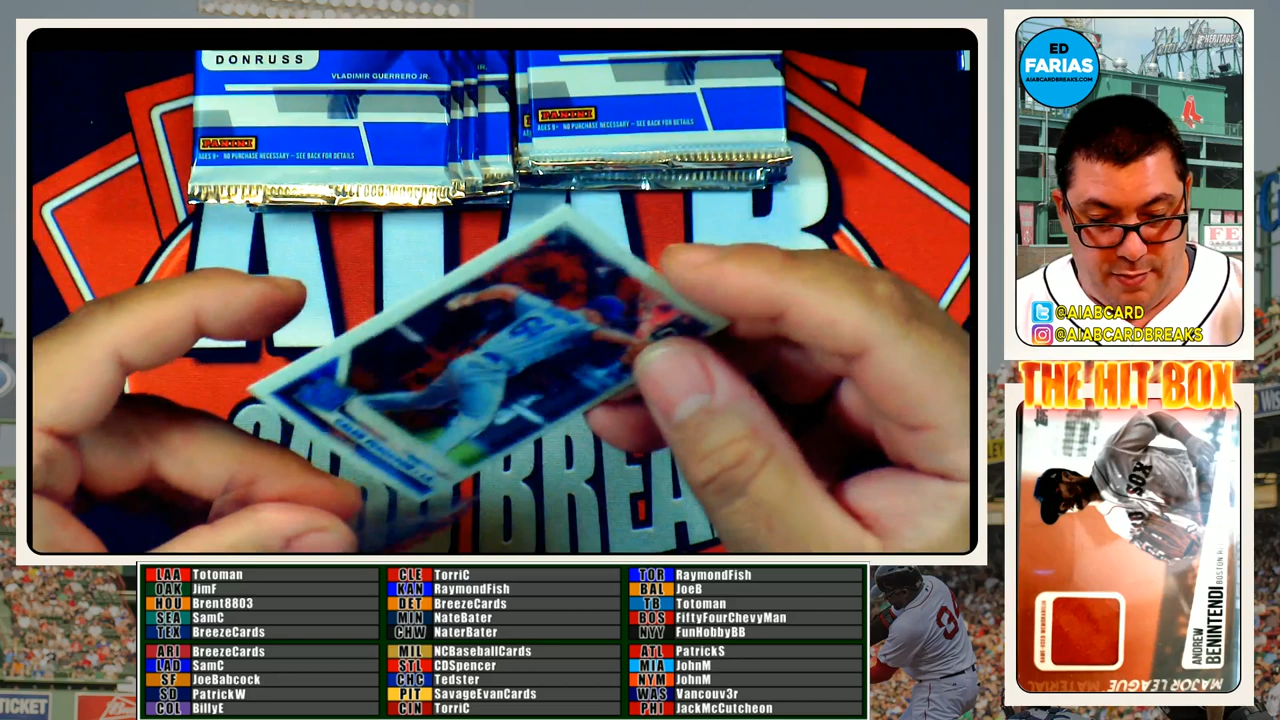 DONRUSS
VLADIMIR GUERRERO JR.
PANINI
AGES 9+ NO PURCHASE NECESSARY – SEE BACK FOR DETAILS
PANINI
AGES 9+ NO PURCHASE NECESSARY – SEE BACK FOR DETAILS
ED
FARIAS
AIABCARDBREAKS.COM
@AIABCARD
@AIABCARDBREAKS
THE HIT BOX
ANDREW
BENINTENDI
MAJOR LEAGUE MATERIAL
LAA Totoman
OAK JimF
HOU Brent8803
SEA SamC
TEX BreezeCards
ARI BreezeCards
LAD SamC
SF JoeBabcock
SD PatrickW
COL BillyE
CLE TorriC
KAN RaymondFish
DET BreezeCards
MIN NateBater
CHW NaterBater
MIL NCBaseballCards
STL CDSpencer
CHC Tedster
PIT SavageEvanCards
CIN TorriC
TOR RaymondFish
BAL JoeB
TB Totoman
BOS FiftyFourChevyMan
NYY FunHobbyBB
ATL PatrickS
MIA JohnM
NYM JohnM
WAS Vancouv3r
PHI JackMcCutcheon
TICKET